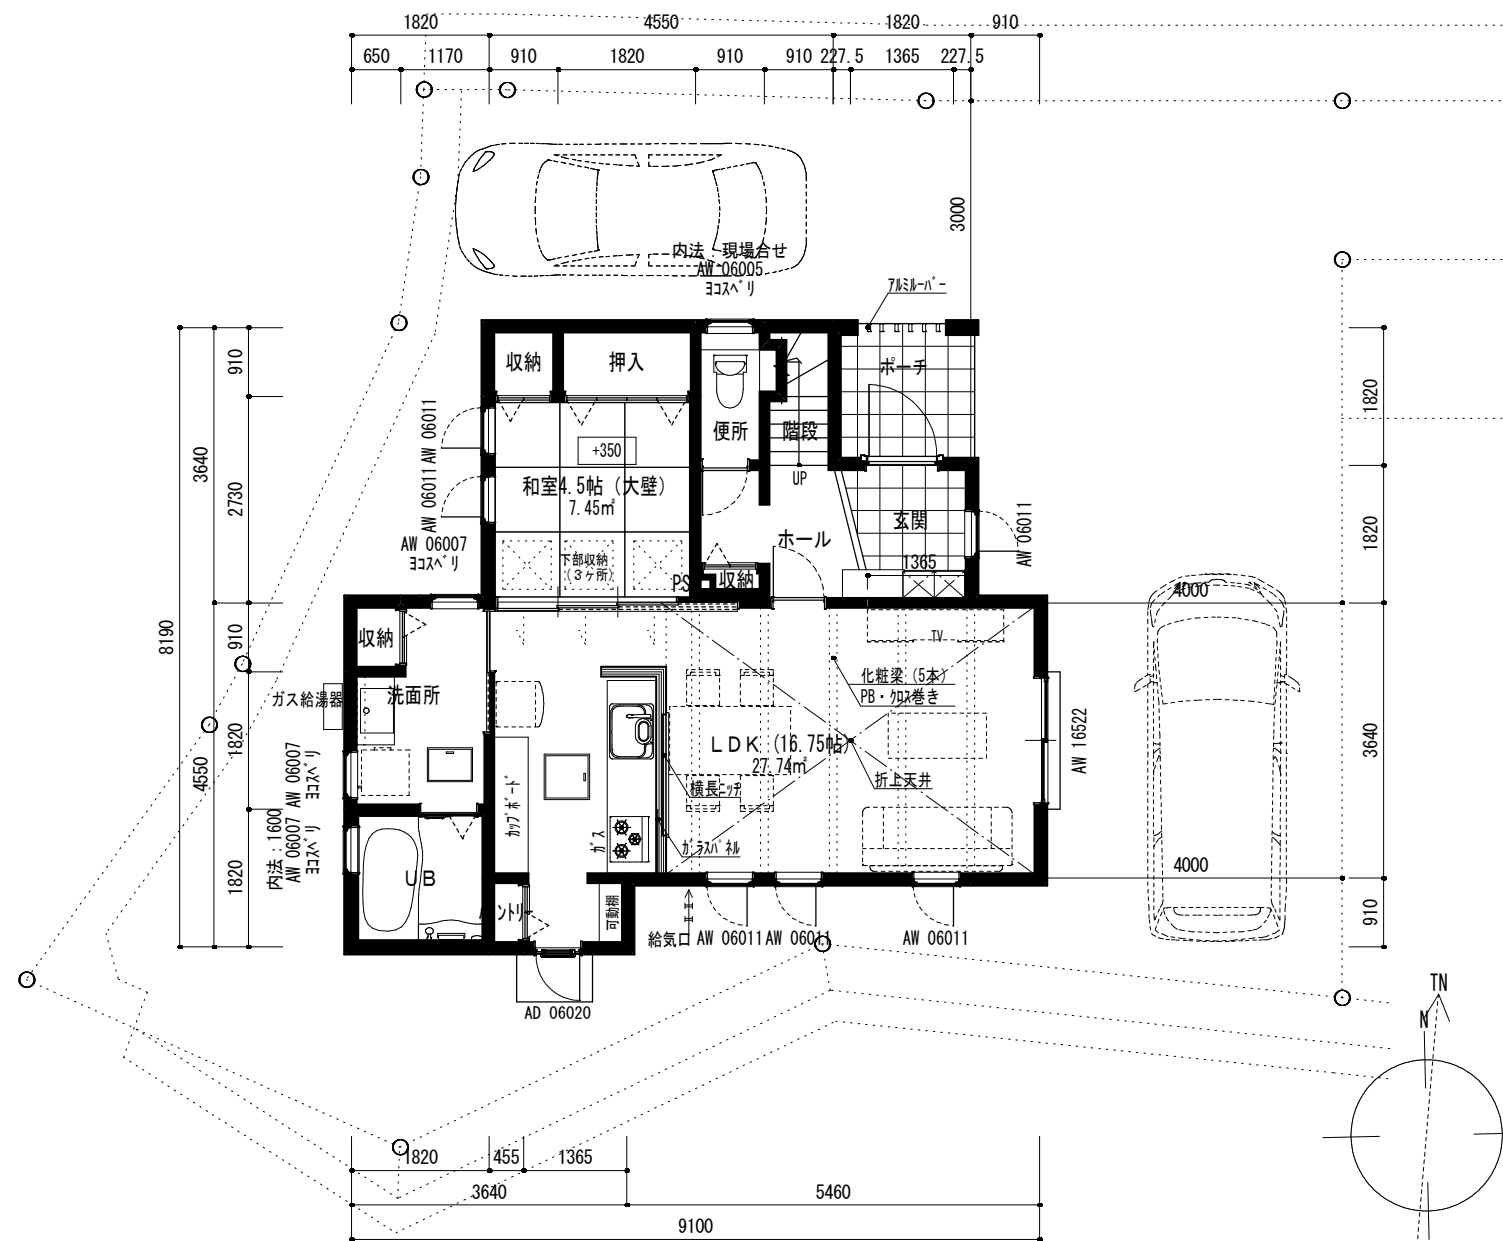 1820
4550
1820
910
650
1170
910
1820
910
910
227.5
1365
227.5
3000
内法：現場合せ
AW 06005
ﾖｺｽﾍﾞﾘ
ｱﾙﾐﾙｰﾊﾞｰ
収納
押入
便所
階段
UP
ポーチ
910
3640
2730
8190
910
1820
4550
1820
AW 06011
AW 06011
+350
和室4.5帖（大壁）
7.45㎡
AW 06007
ﾖｺｽﾍﾞﾘ
下部収納
（３ヶ所）
PS
収納
ホール
玄関
1365
AW 06011
1820
1820
3640
910
4000
4000
収納
洗面所
ガス給湯器
AW 06007
ﾖｺｽﾍﾞﾘ
内法：1600
AW 06007
ﾖｺｽﾍﾞﾘ
ＵＢ
ｶｯﾌﾟﾎﾞｰﾄﾞ
ガス
TV
化粧梁（5本）
PB・ｸﾛｽ巻き
ＬＤＫ（16.75帖）
27.74㎡
横長ﾆｯﾁ
折上天井
ｶﾞﾗｽﾊﾟﾈﾙ
AW 16522
パントリー
可動棚
給気口
AW 06011
AW 06011
AW 06011
AD 06020
TN
N
1820
455
1365
3640
5460
9100